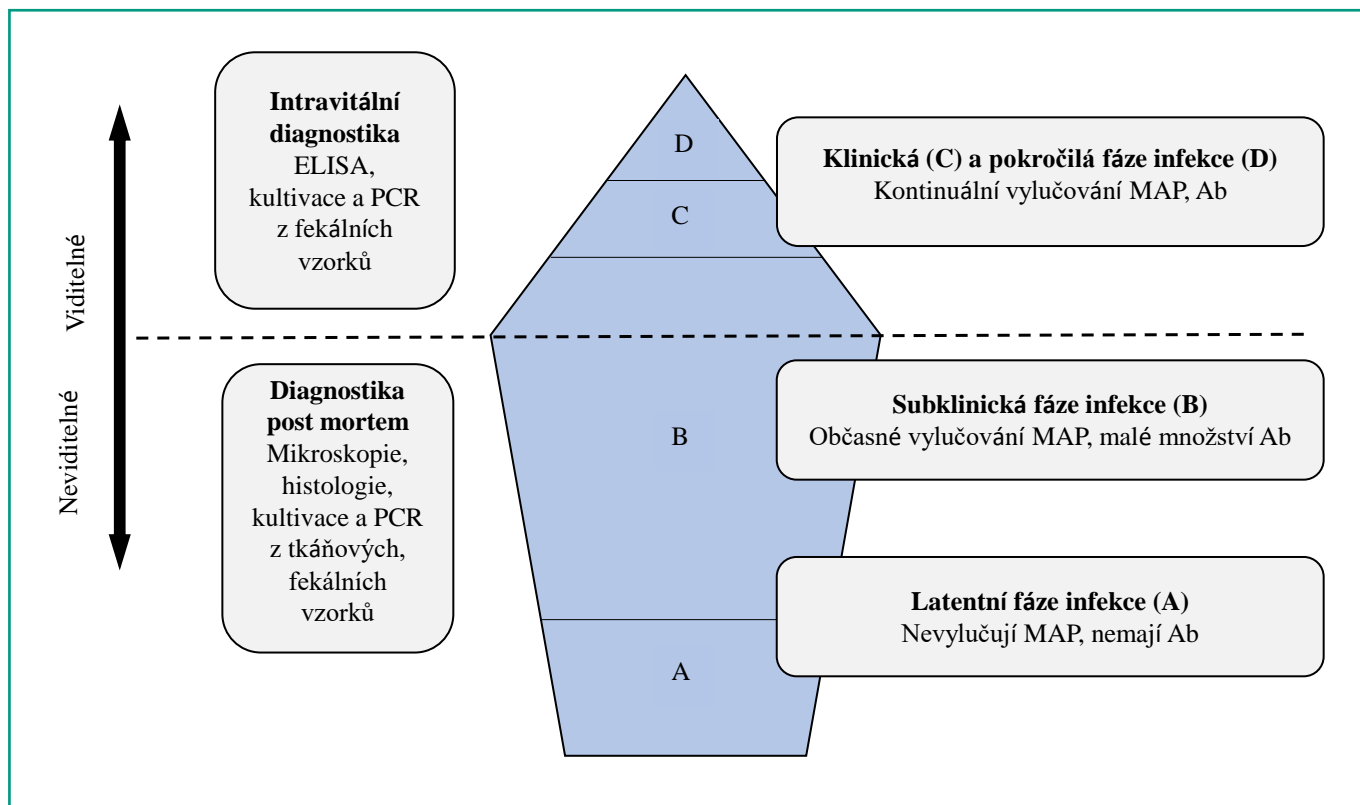 Viditelné
Neviditelné
Intravitální
diagnostika
ELISA,
kultivace a PCR
z fekálních
vzorků
Diagnostika
post mortem
Mikroskopie,
histologie,
kultivace a PCR
z tkáňových,
fekálních
vzorků
D
C
B
A
Klinická (C) a pokročilá fáze infekce (D)
Kontinuální vylučování MAP, Ab
Subklinická fáze infekce (B)
Občasné vylučování MAP, malé množství Ab
Latentní fáze infekce (A)
Nevylučují MAP, nemají Ab